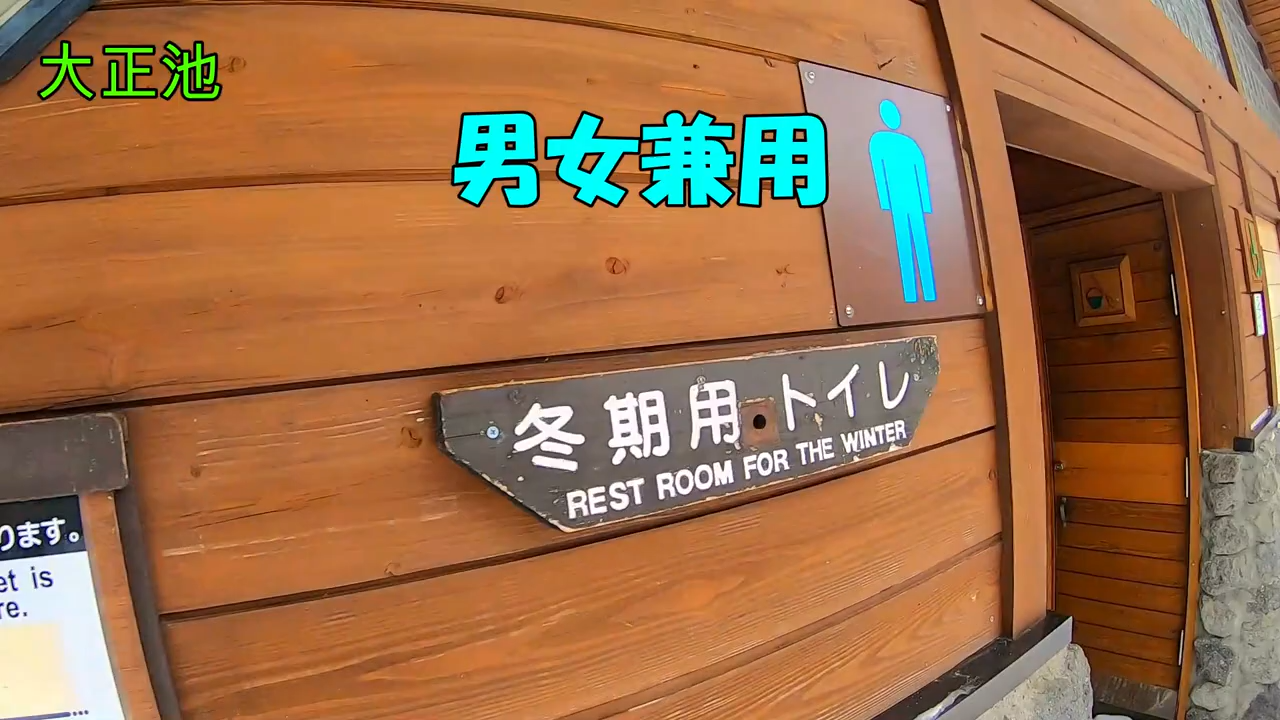 大正池
男女兼用
冬期用トイレ
REST ROOM FOR THE WINTER
ります。
et is
re.